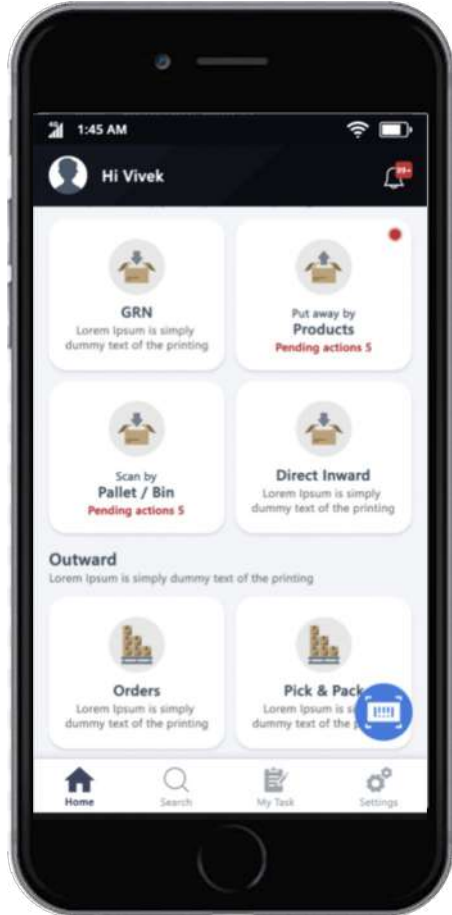 4G
1:45 AM
Hi Vivek
99+
GRN
Lorem Ipsum is simply
dummy text of the printing
Put away by
Products
Pending actions 5
Scan by
Pallet / Bin
Pending actions 5
Direct Inward
Lorem Ipsum is simply
dummy text of the printing
Outward
Lorem Ipsum is simply dummy text of the printing
Orders
Lorem Ipsum is simply
dummy text of the printing
Pick & Pack
Lorem Ipsum is
dummy text of the
Home
Search
My Task
Settings